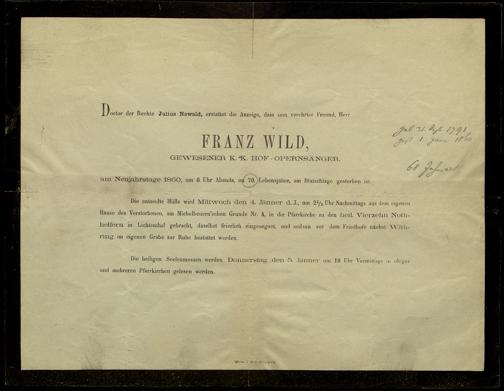 Doctor der Rechte Julius Newald, erstattet die Anzeige, dass sein verehrter Freund, Herr
FRANZ WILD,
GEWESENER K. K. HOF-OPERNSÄNGER,
am Neujahrstage 1860, um 6 Uhr Abends, im 70. Lebensjahre, am Blutschlage gestorben ist.
Die entseelte Hülle wird Mittwoch den 4. Jänner d. J., um 2½ Uhr Nachmittags aus dem eigenen
Hause des Verstorbenen, am Michelbeuern'schen Grunde Nr. 4, in die Pfarrkirche zu den heil. Vierzehn Noth-
helfern in Lichtenthal gebracht, daselbst feierlich eingesegnet, und sodann auf dem Friedhofe nächst Wäh-
ring im eigenen Grabe zur Ruhe bestattet werden.
Die heiligen Seelenmessen werden Donnerstag den 5. Jänner um 10 Uhr Vormittags in obiger
und mehreren Pfarrkirchen gelesen werden.
1791
68 Jahre